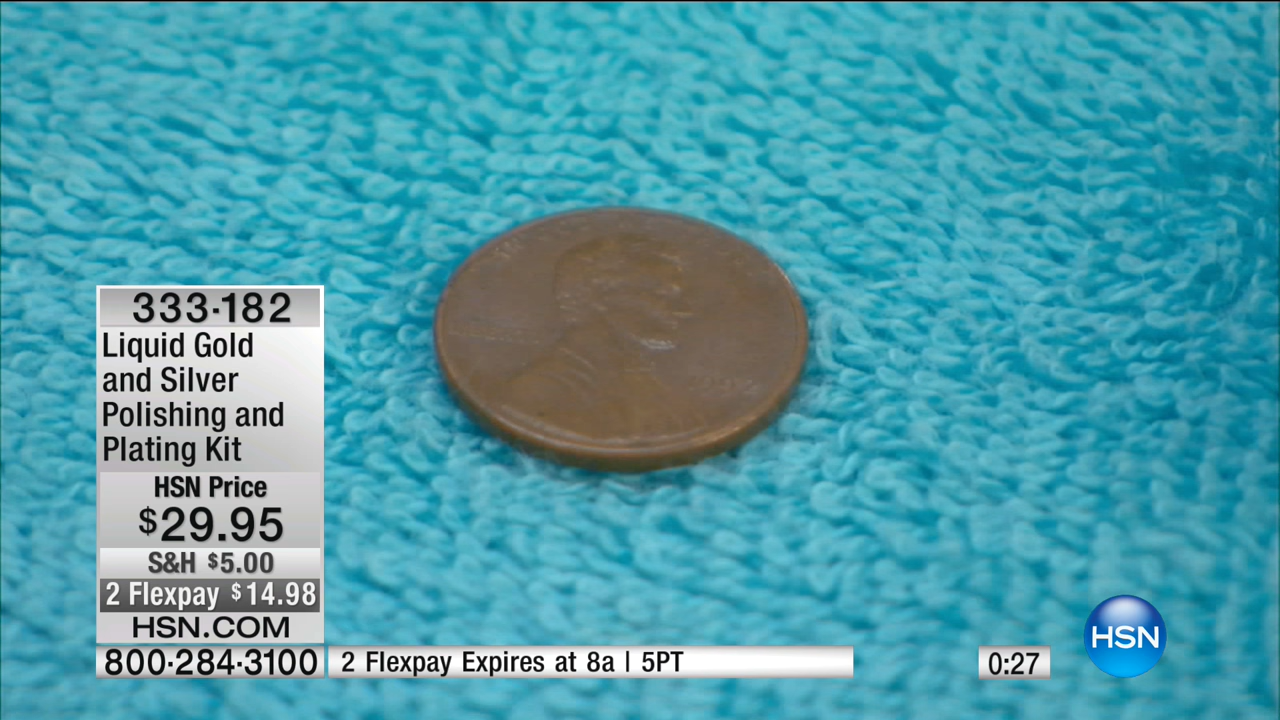 333·182
Liquid Gold
and Silver
Polishing and
Plating Kit
HSN Price
$29.95
S&H $5.00
2 Flexpay $14.98
HSN.COM
800·284·3100
2 Flexpay Expires at 8a | 5PT
0:27
HSN